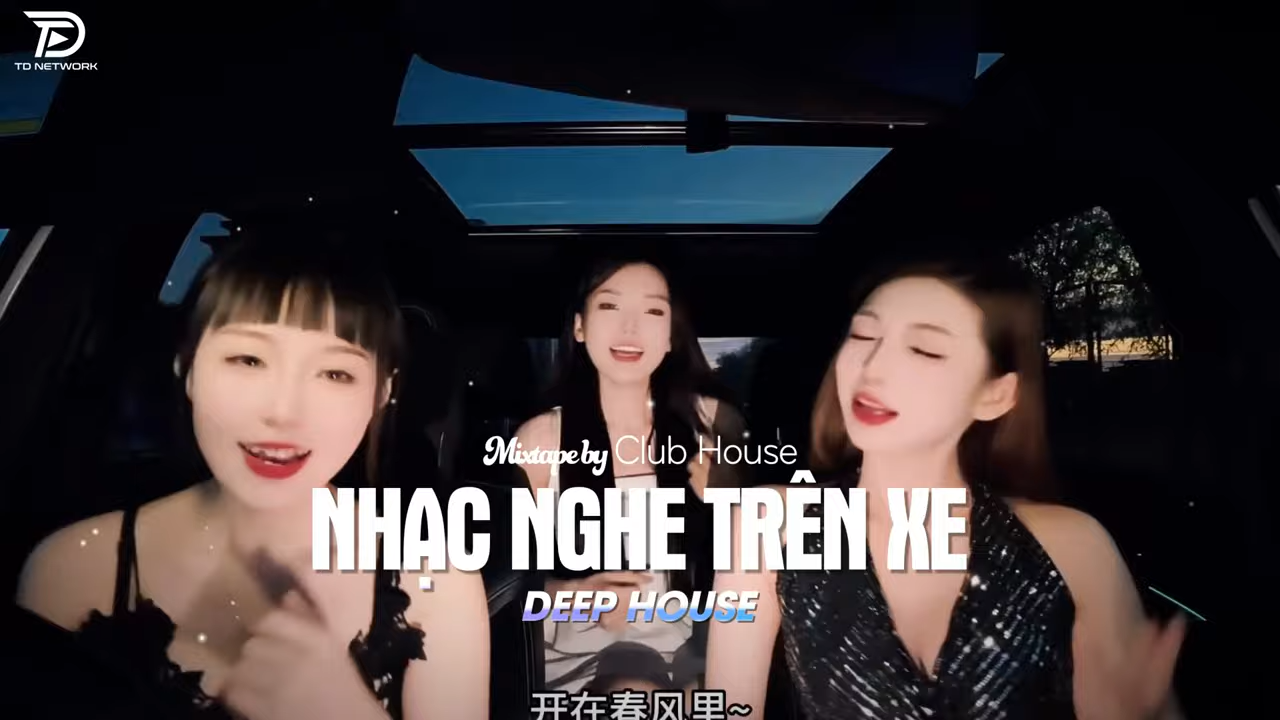 TD NETWORK
Mixtape by Club House
NHẠC NGHE TRÊN XE
DEEP HOUSE
开在春风里~